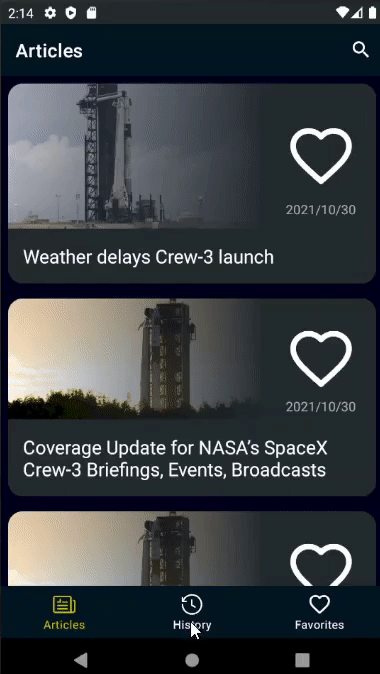 2:14
Articles
2021/10/30
Weather delays Crew-3 launch
2021/10/30
Coverage Update for NASA's SpaceX
Crew-3 Briefings, Events, Broadcasts
Articles
History
Favorites